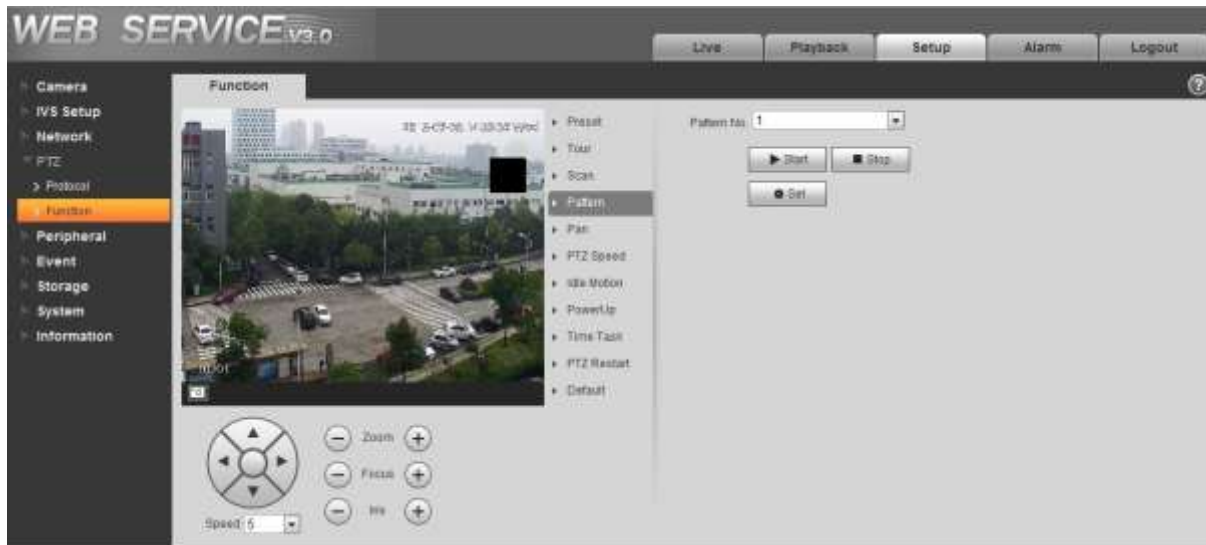 WEB SERVICE V3.0
Live
Playback
Setup
Alarm
Logout
Camera
IVS Setup
Network
PTZ
Protocol
Function
Peripheral
Event
Storage
System
Information
Function
?
Preset
Tour
Scan
Pattern
Pan
PTZ Speed
Idle Motion
PowerUp
Time Task
PTZ Restart
Default
Pattern No. 1
Start
Stop
Set
Zoom
Focus
Iris
Speed 5